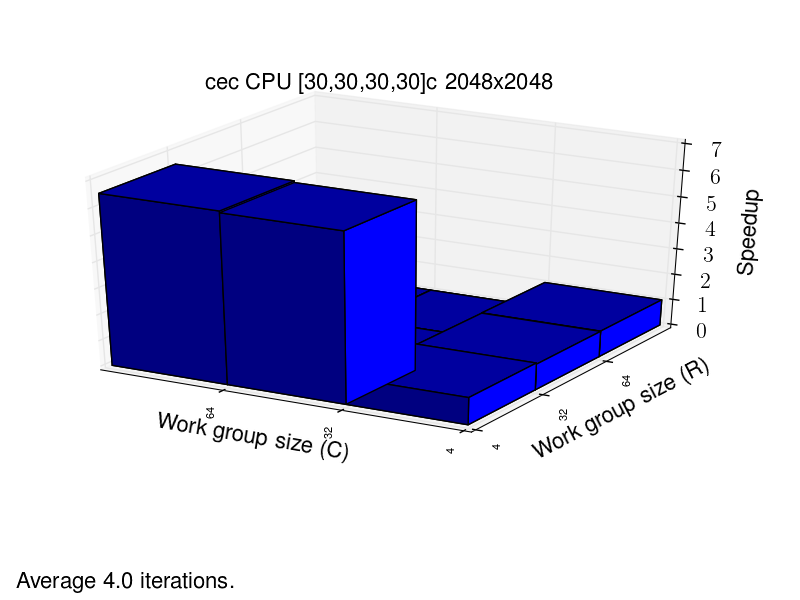 cec CPU [30,30,30,30]c 2048x2048
7
6
5
4
3
2
1
0
Speedup
64
32
4
Work group size (C)
4
32
64
Work group size (R)
Average 4.0 iterations.